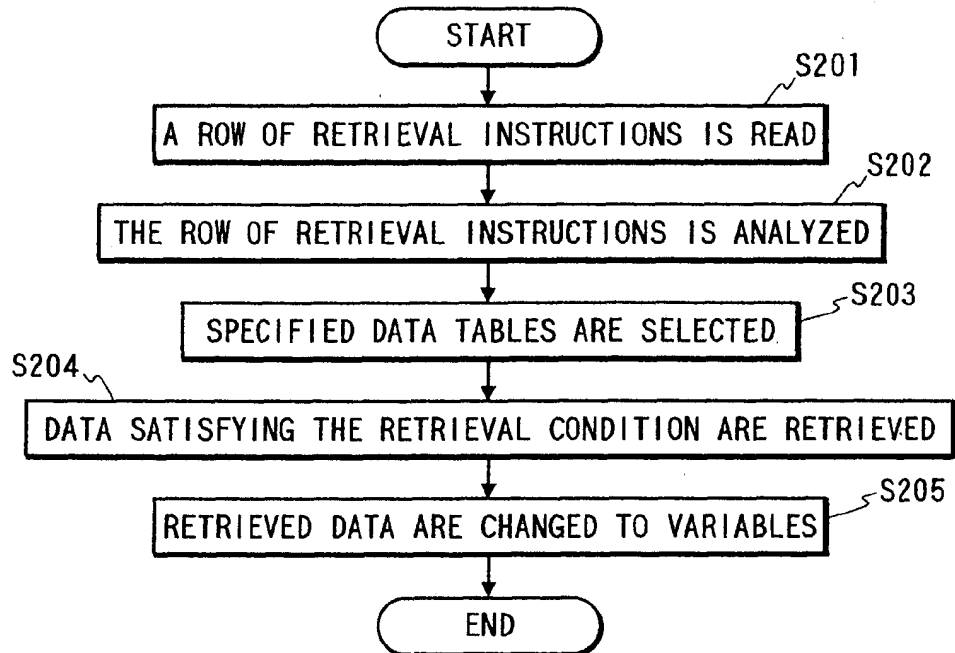 START
S201
A ROW OF RETRIEVAL INSTRUCTIONS IS READ
S202
THE ROW OF RETRIEVAL INSTRUCTIONS IS ANALYZED
S203
SPECIFIED DATA TABLES ARE SELECTED
S204
DATA SATISFYING THE RETRIEVAL CONDITION ARE RETRIEVED
S205
RETRIEVED DATA ARE CHANGED TO VARIABLES
END